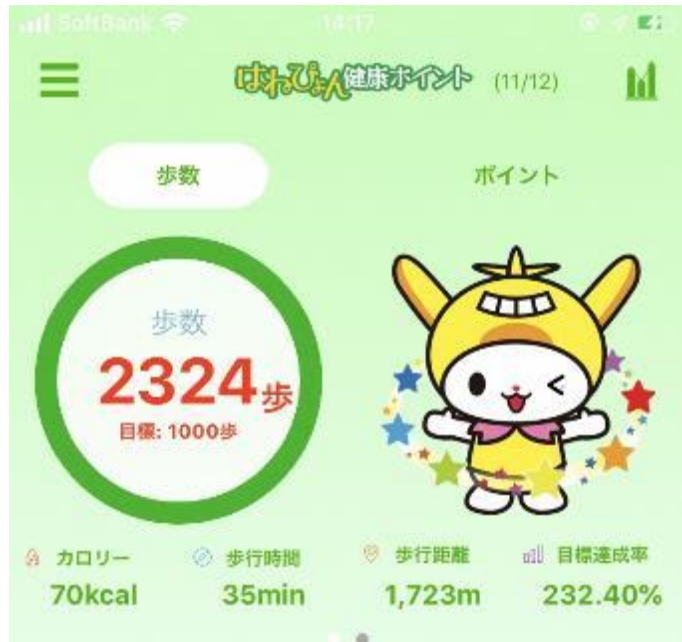 SoftBank 14:17
はねぴょん健康ポイント (11/12)
歩数 ポイント
歩数
2324歩
目標: 1000歩
カロリー 歩行時間 歩行距離 目標達成率
70kcal 35min 1,723m 232.40%